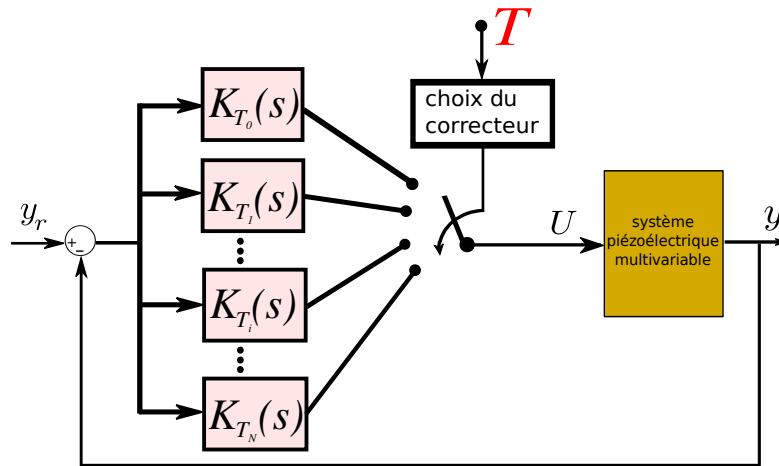 T
choix du
correcteur
K_{T_0}(s)
K_{T_1}(s)
K_{T_i}(s)
K_{T_N}(s)
y_r
+
−
U
système
piézoélectrique
multivariable
y